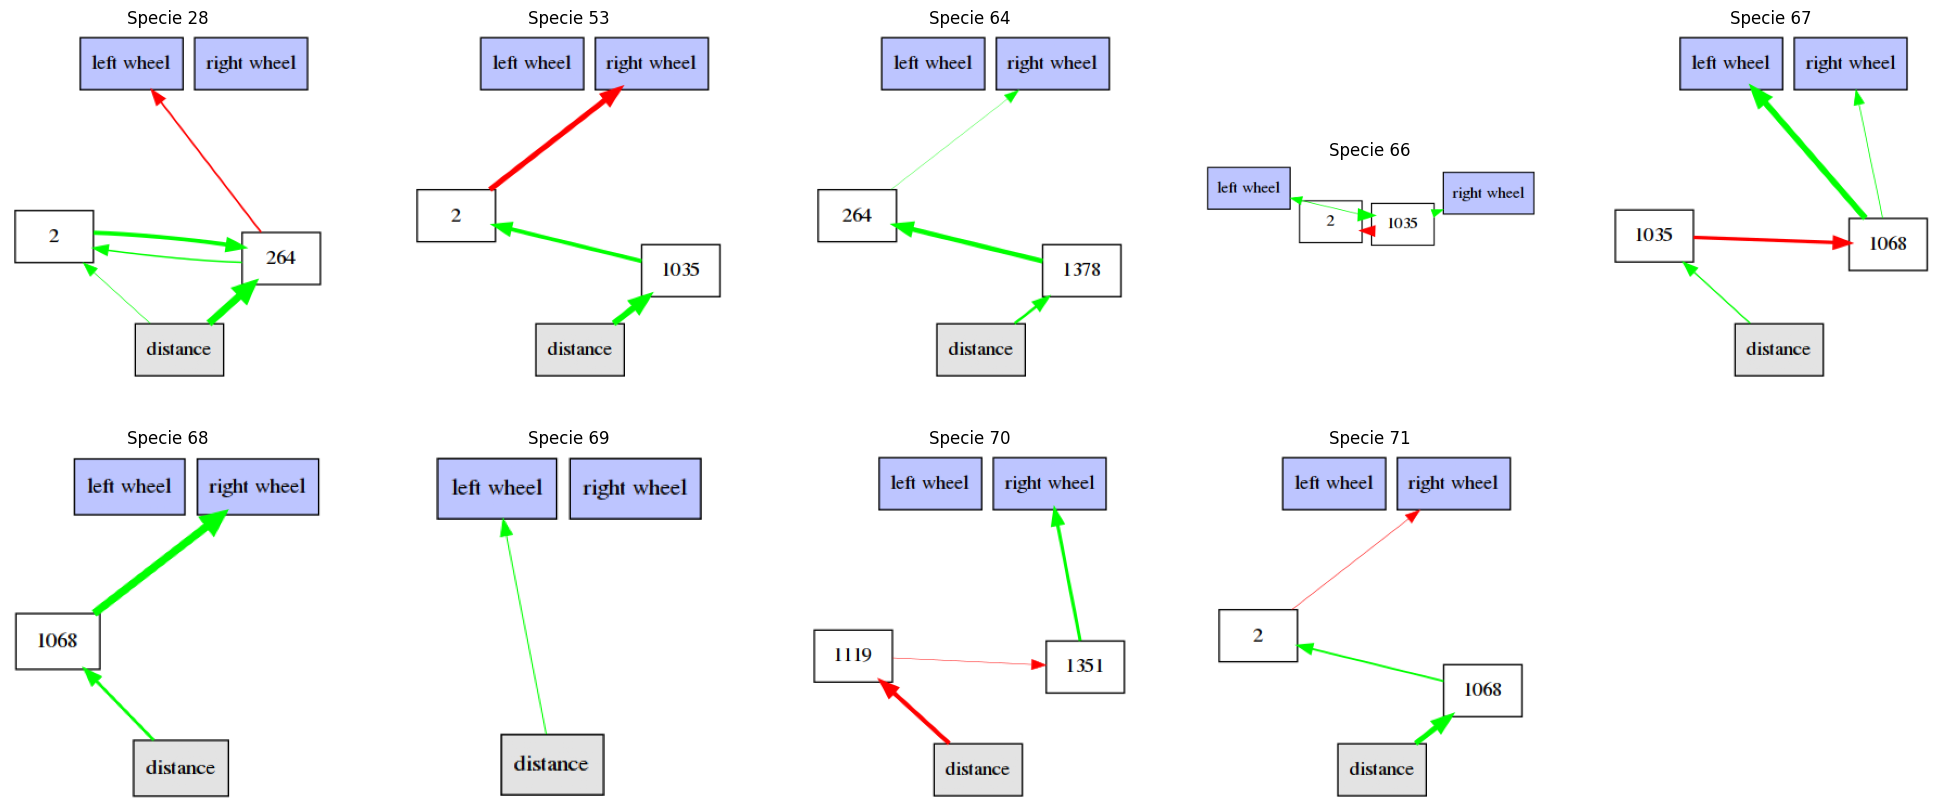 Specie 28
left wheel
right wheel
2
264
distance
Specie 53
left wheel
right wheel
2
1035
distance
Specie 64
left wheel
right wheel
264
1378
distance
Specie 66
left wheel
right wheel
2
1035
Specie 67
left wheel
right wheel
1035
1068
distance
Specie 68
left wheel
right wheel
1068
distance
Specie 69
left wheel
right wheel
distance
Specie 70
left wheel
right wheel
1119
1351
distance
Specie 71
left wheel
right wheel
2
1068
distance